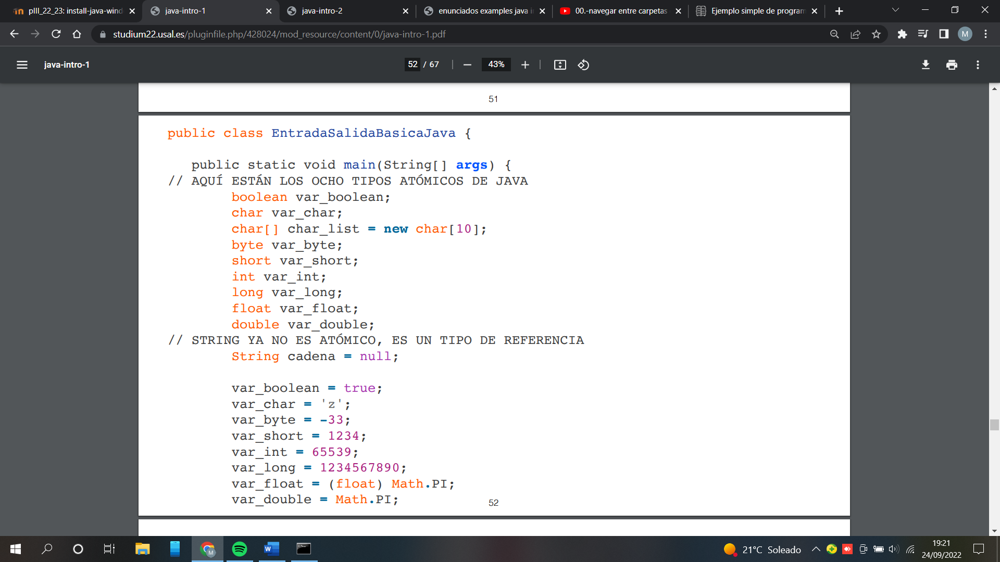 plII_22_23: install-java-wind
java-intro-1
java-intro-2
enunciados examples java i
00.-navegar entre carpetas
Ejemplo simple de program
studium22.usal.es/pluginfile.php/428024/mod_resource/content/0/java-intro-1.pdf
M
java-intro-1
52 / 67
43%
51
public class EntradaSalidaBasicaJava {
public static void main(String[] args) {
// AQUÍ ESTÁN LOS OCHO TIPOS ATÓMICOS DE JAVA
boolean var_boolean;
char var_char;
char[] char_list = new char[10];
byte var_byte;
short var_short;
int var_int;
long var_long;
float var_float;
double var_double;
// STRING YA NO ES ATÓMICO, ES UN TIPO DE REFERENCIA
String cadena = null;
var_boolean = true;
var_char = 'z';
var_byte = -33;
var_short = 1234;
var_int = 65539;
var_long = 1234567890;
var_float = (float) Math.PI;
var_double = Math.PI;
52
21°C Soleado
19:21
24/09/2022